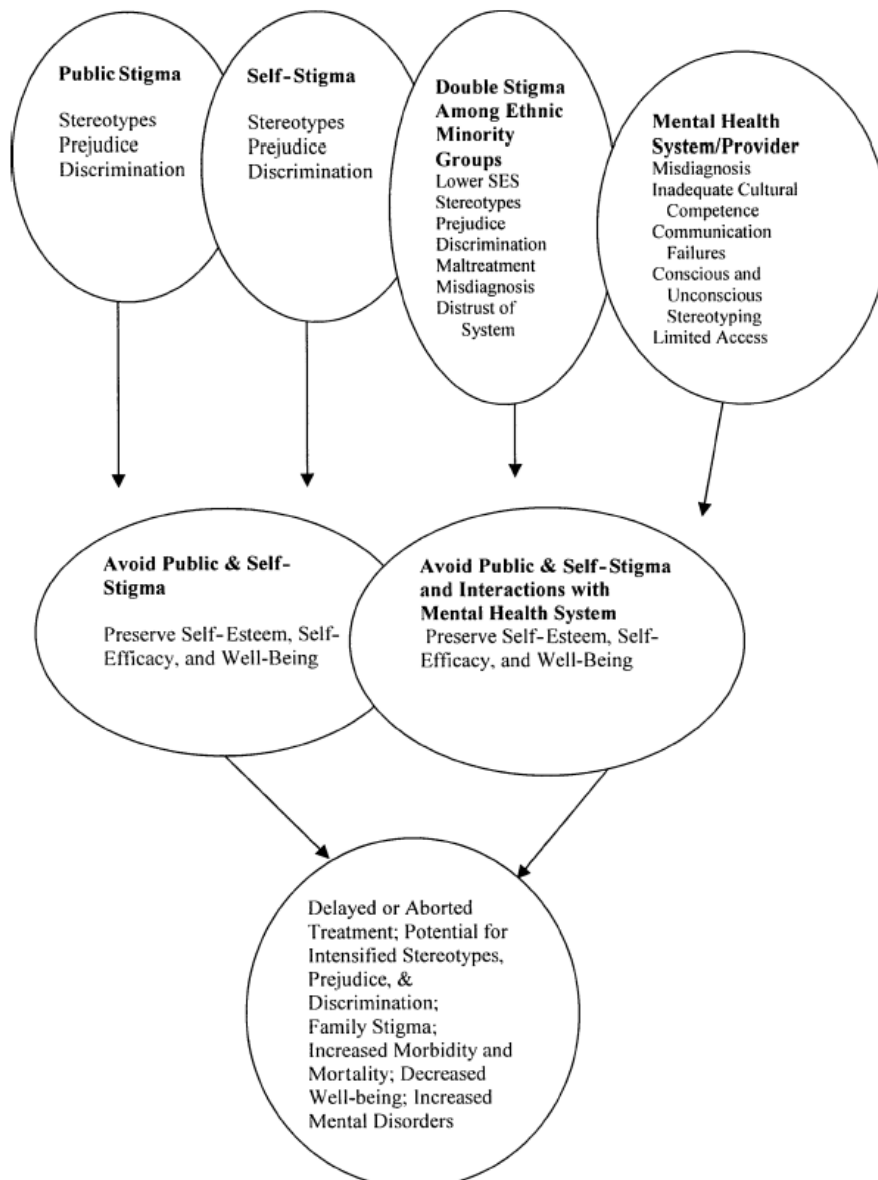 Public Stigma
Stereotypes
Prejudice
Discrimination
Self-Stigma
Stereotypes
Prejudice
Discrimination
Double Stigma
Among Ethnic
Minority
Groups
Lower SES
Stereotypes
Prejudice
Discrimination
Maltreatment
Misdiagnosis
Distrust of
System
Mental Health
System/Provider
Misdiagnosis
Inadequate Cultural
Competence
Communication
Failures
Conscious and
Unconscious
Stereotyping
Limited Access
Avoid Public & Self-
Stigma
Preserve Self-Esteem, Self-
Efficacy, and Well-Being
Avoid Public & Self-Stigma
and Interactions with
Mental Health System
Preserve Self-Esteem, Self-
Efficacy, and Well-Being
Delayed or Aborted
Treatment; Potential for
Intensified Stereotypes,
Prejudice, &
Discrimination;
Family Stigma;
Increased Morbidity and
Mortality; Decreased
Well-being; Increased
Mental Disorders